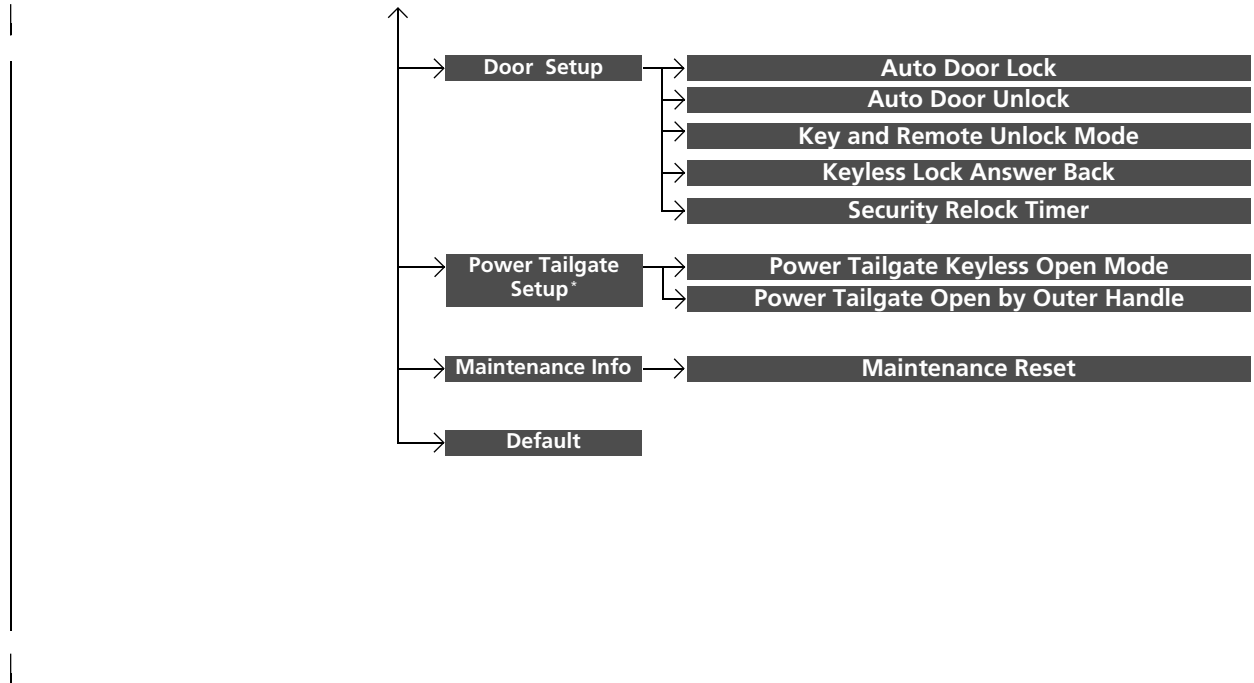 Door Setup
Auto Door Lock
Auto Door Unlock
Key and Remote Unlock Mode
Keyless Lock Answer Back
Security Relock Timer
Power Tailgate
Setup*
Power Tailgate Keyless Open Mode
Power Tailgate Open by Outer Handle
Maintenance Info
Maintenance Reset
Default